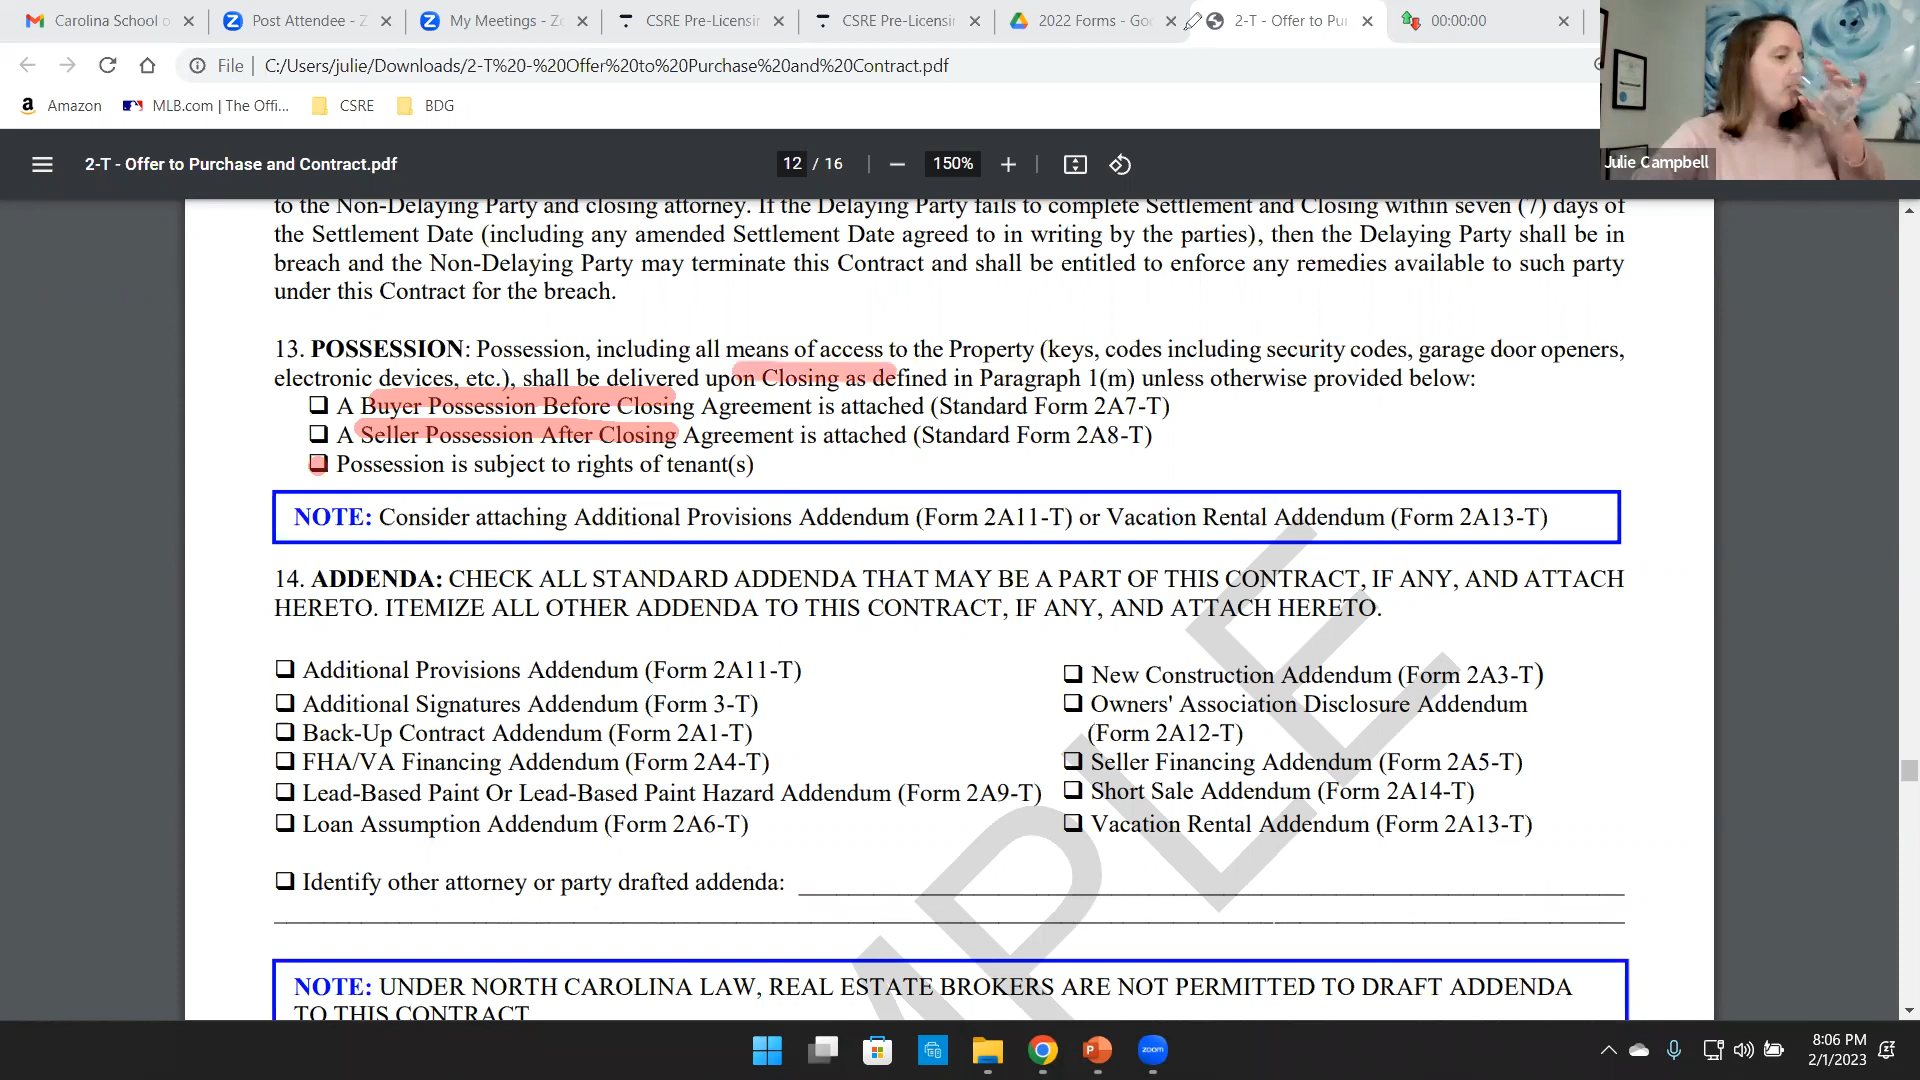 Carolina School o
Post Attendee - Z
My Meetings - Zo
CSRE Pre-Licensin
CSRE Pre-Licensin
2022 Forms - Goo
2-T - Offer to Pu
00:00:00
File
C:/Users/julie/Downloads/2-T%20-%20Offer%20to%20Purchase%20and%20Contract.pdf
Amazon
MLB.com | The Offi...
CSRE
BDG
Julie Campbell
2-T - Offer to Purchase and Contract.pdf
12 / 16
150%
to the Non-Delaying Party and closing attorney. If the Delaying Party fails to complete Settlement and Closing within seven (7) days of
the Settlement Date (including any amended Settlement Date agreed to in writing by the parties), then the Delaying Party shall be in
breach and the Non-Delaying Party may terminate this Contract and shall be entitled to enforce any remedies available to such party
under this Contract for the breach.
13. POSSESSION: Possession, including all means of access to the Property (keys, codes including security codes, garage door openers,
electronic devices, etc.), shall be delivered upon Closing as defined in Paragraph 1(m) unless otherwise provided below:
❏ A Buyer Possession Before Closing Agreement is attached (Standard Form 2A7-T)
❏ A Seller Possession After Closing Agreement is attached (Standard Form 2A8-T)
❏ Possession is subject to rights of tenant(s)
NOTE: Consider attaching Additional Provisions Addendum (Form 2A11-T) or Vacation Rental Addendum (Form 2A13-T)
14. ADDENDA: CHECK ALL STANDARD ADDENDA THAT MAY BE A PART OF THIS CONTRACT, IF ANY, AND ATTACH
HERETO. ITEMIZE ALL OTHER ADDENDA TO THIS CONTRACT, IF ANY, AND ATTACH HERETO.
❏ Additional Provisions Addendum (Form 2A11-T)
❏ Additional Signatures Addendum (Form 3-T)
❏ Back-Up Contract Addendum (Form 2A1-T)
❏ FHA/VA Financing Addendum (Form 2A4-T)
❏ Lead-Based Paint Or Lead-Based Paint Hazard Addendum (Form 2A9-T)
❏ Loan Assumption Addendum (Form 2A6-T)
❏ New Construction Addendum (Form 2A3-T)
❏ Owners' Association Disclosure Addendum
(Form 2A12-T)
❏ Seller Financing Addendum (Form 2A5-T)
❏ Short Sale Addendum (Form 2A14-T)
❏ Vacation Rental Addendum (Form 2A13-T)
❏ Identify other attorney or party drafted addenda:
NOTE: UNDER NORTH CAROLINA LAW, REAL ESTATE BROKERS ARE NOT PERMITTED TO DRAFT ADDENDA
TO THIS CONTRACT
MPLE
zoom
8:06 PM
2/1/2023